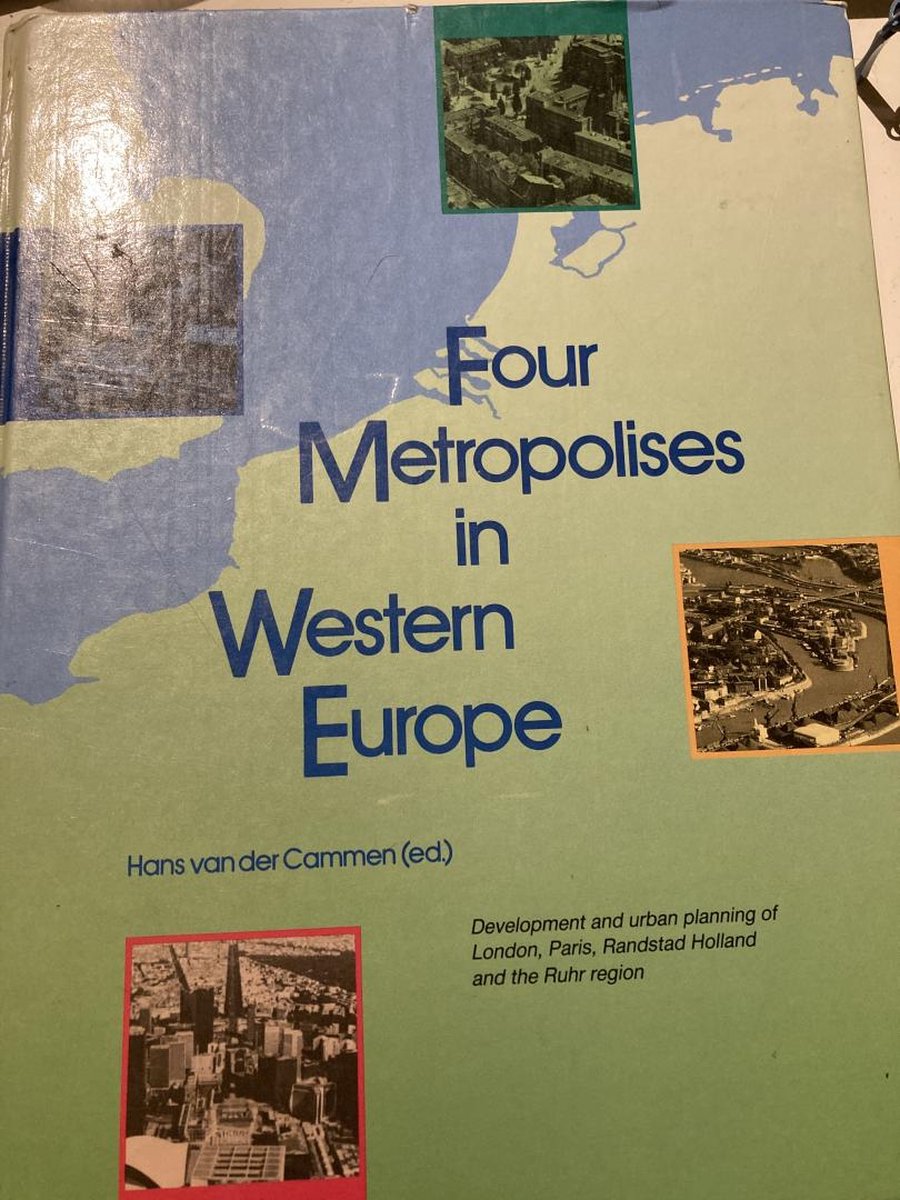 Four
Metropolises
in
Western
Europe
Hans van der Cammen (ed.)
Development and urban planning of
London, Paris, Randstad Holland
and the Ruhr region